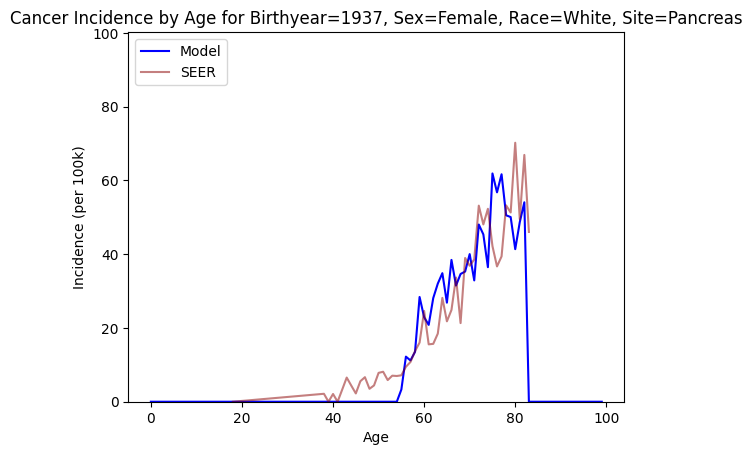 Cancer Incidence by Age for Birthyear=1937, Sex=Female, Race=White, Site=Pancreas
100
80
60
40
20
0
Incidence (per 100k)
Model
SEER
0 20 40 60 80 100
Age